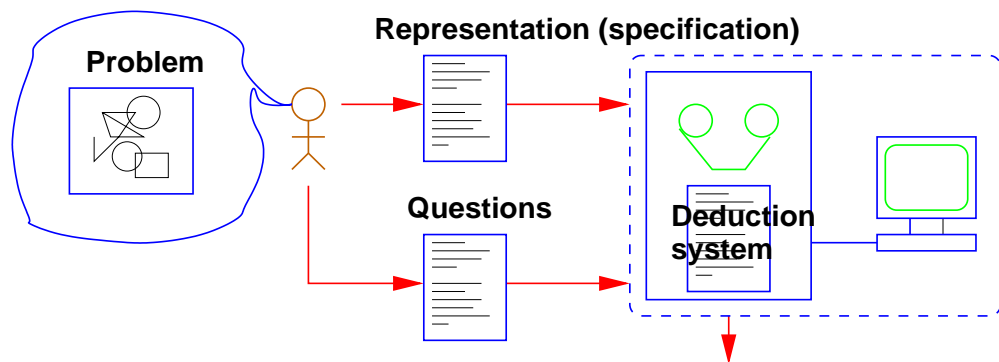 Problem
Representation (specification)
Questions
Deduction
system